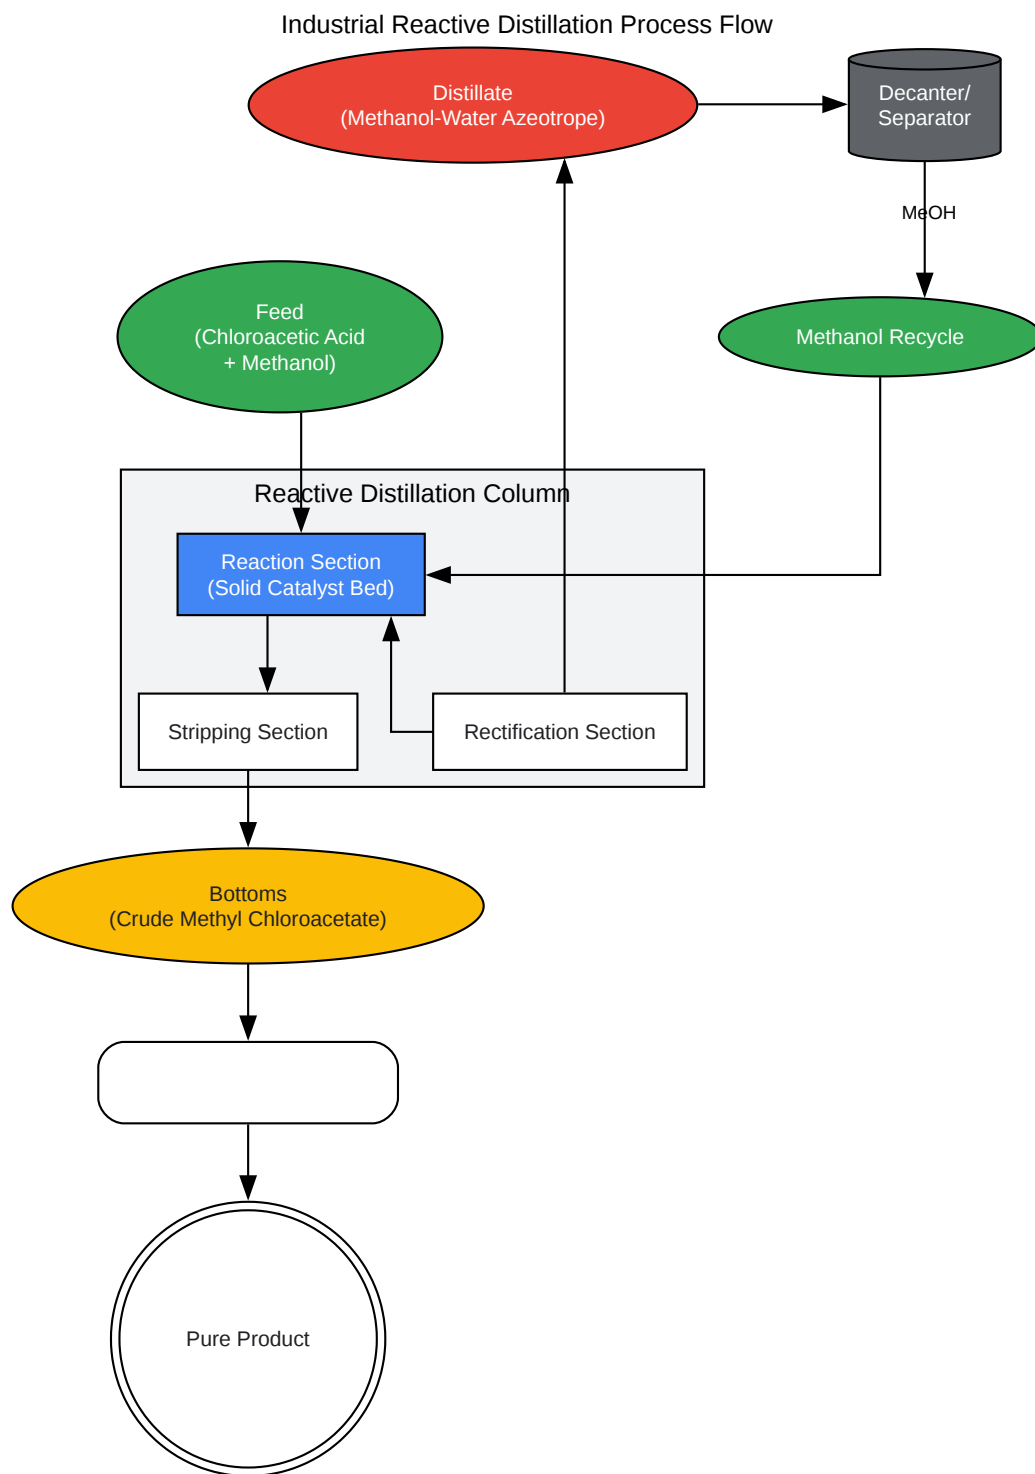 Industrial Reactive Distillation Process Flow
Distillate
(Methanol-Water Azeotrope)
Decanter/
Separator
MeOH
Feed
(Chloroacetic Acid
+ Methanol)
Methanol Recycle
Reactive Distillation Column
Reaction Section
(Solid Catalyst Bed)
Stripping Section
Rectification Section
Bottoms
(Crude Methyl Chloroacetate)
Pure Product